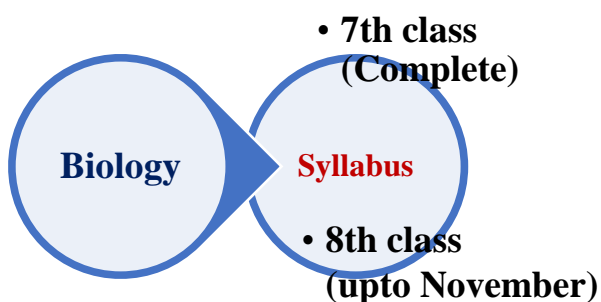 • 7th class
(Complete)
Biology
Syllabus
• 8th class
(upto November)